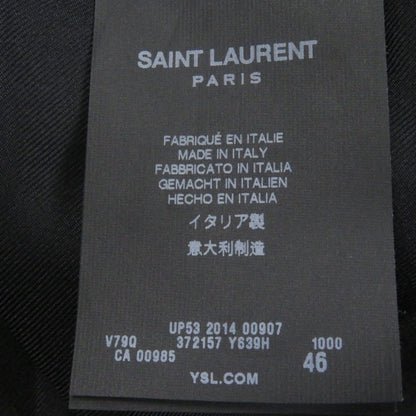 SAINT LAURENT
PARIS
FABRIQUÉ EN ITALIE
MADE IN ITALY
FABBRICATO IN ITALIA
GEMACHT IN ITALIEN
HECHO EN ITALIA
イタリア製
意大利制造
UP53 2014 00907
V79Q 372157 Y639H 1000
CA 00985 46
YSL.COM